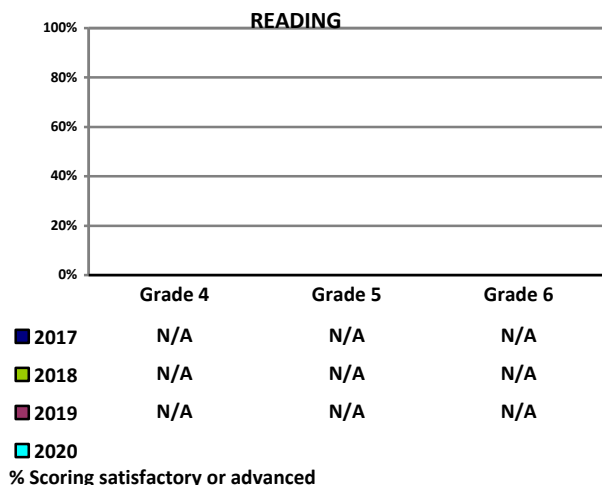 READING
100%
80%
60%
40%
20%
0%
Grade 4 Grade 5 Grade 6
2017 N/A N/A N/A
2018 N/A N/A N/A
2019 N/A N/A N/A
2020
% Scoring satisfactory or advanced